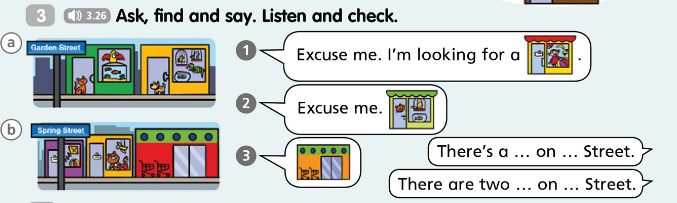 3 3.26 Ask, find and say. Listen and check.
a
Garden Street
1 Excuse me. I'm looking for a .
2 Excuse me.
b
Spring Street
3
There's a ... on ... Street.
There are two ... on ... Street.